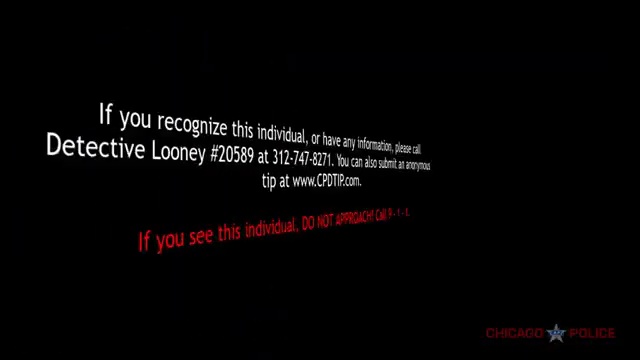 If you recognize this individual, or have any information, please call
Detective Looney #20589 at 312-747-8271. You can also submit an anonymous
tip at www.CPDTIP.com.
If you see this individual, DO NOT APPROACH! Call 9 - 1 - 1.
CHICAGO POLICE